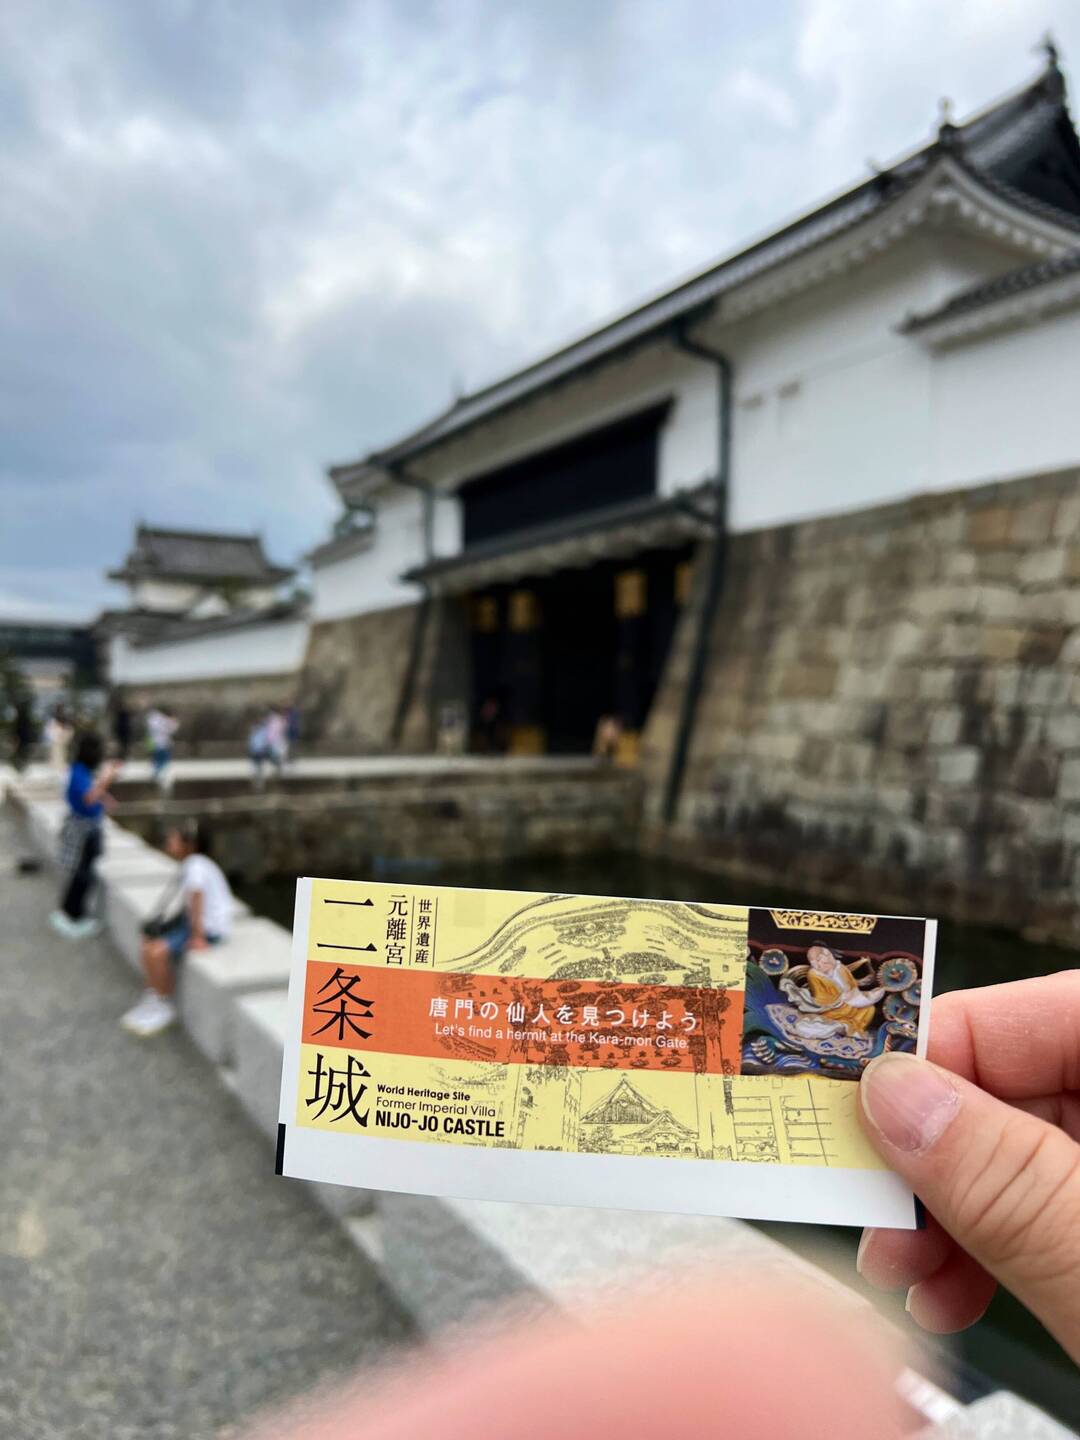 二条城
元離宮
世界遺産
唐門の仙人を見つけよう
Let's find a hermit at the Kara-mon Gate.
World Heritage Site
Former Imperial Villa
NIJO-JO CASTLE